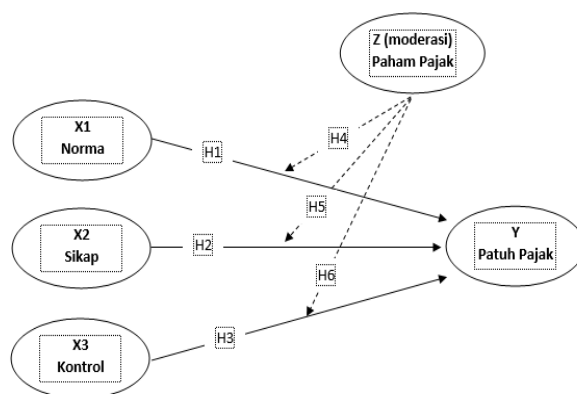 Z (moderasi)
Paham Pajak
X1
Norma
H4
H1
H5
X2
Sikap
H2
Y
Patuh Pajak
H6
H3
X3
Kontrol